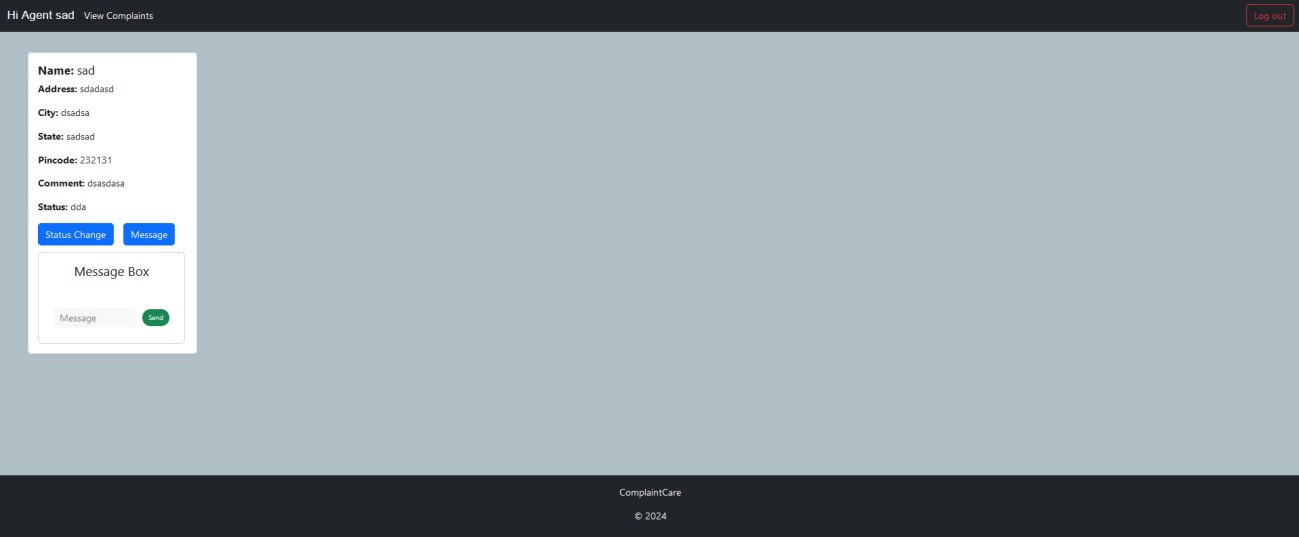 Hi Agent sad View Complaints Log out
Name: sad
Address: sdadasd
City: dsadsa
State: sadsad
Pincode: 232131
Comment: dsasdasa
Status: dda
Status Change Message
Message Box
Message Send
ComplaintCare
© 2024